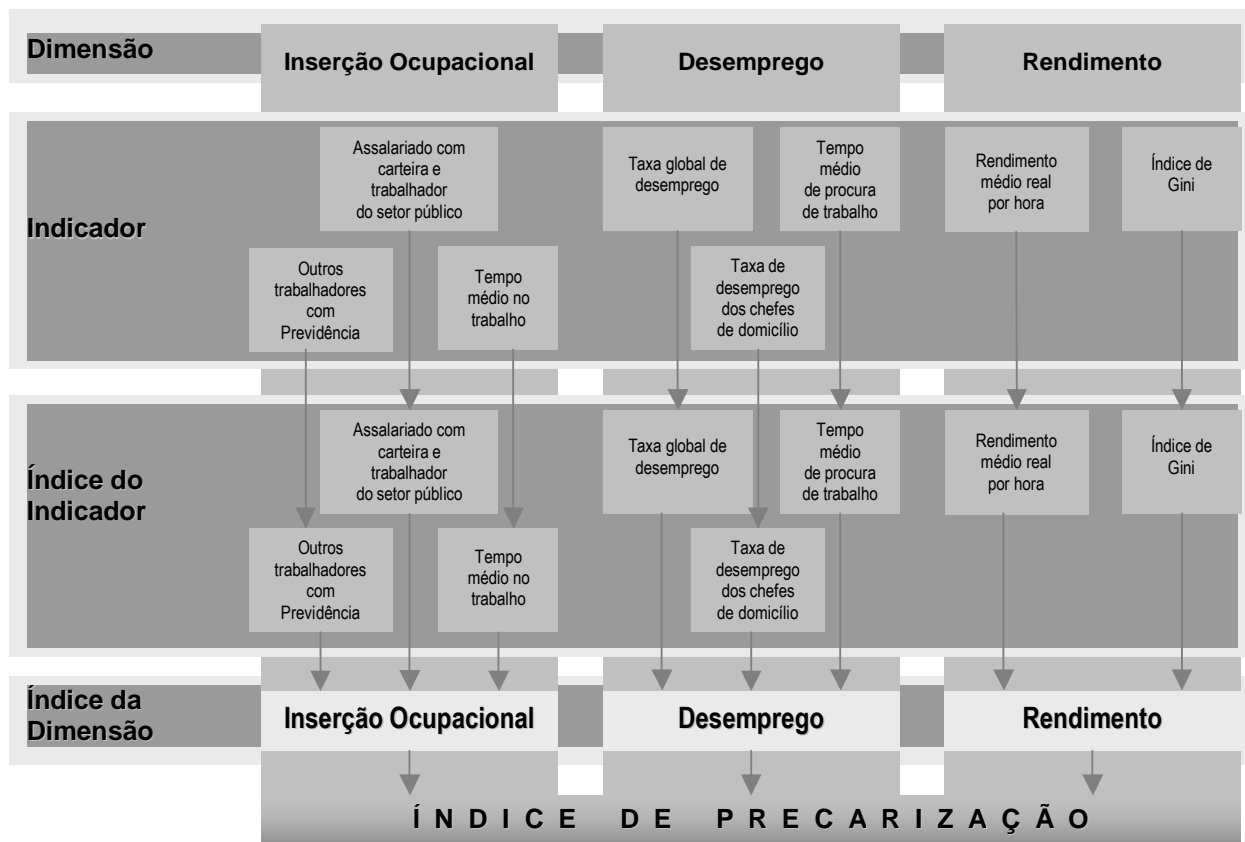 Dimensão
Inserção Ocupacional
Desemprego
Rendimento
Indicador
Assalariado com
carteira e
trabalhador
do setor público
Taxa global de
desemprego
Tempo
médio
de procura
de trabalho
Rendimento
médio real
por hora
Índice de
Gini
Outros
trabalhadores
com
Previdência
Tempo
médio no
trabalho
Taxa de
desemprego
dos chefes
de domicílio
Índice do
Indicador
Assalariado com
carteira e
trabalhador
do setor público
Taxa global de
desemprego
Tempo
médio
de procura
de trabalho
Rendimento
médio real
por hora
Índice de
Gini
Outros
trabalhadores
com
Previdência
Tempo
médio no
trabalho
Taxa de
desemprego
dos chefes
de domicílio
Índice da
Dimensão
Inserção Ocupacional
Desemprego
Rendimento
ÍNDICE DE PRECARIZAÇÃO